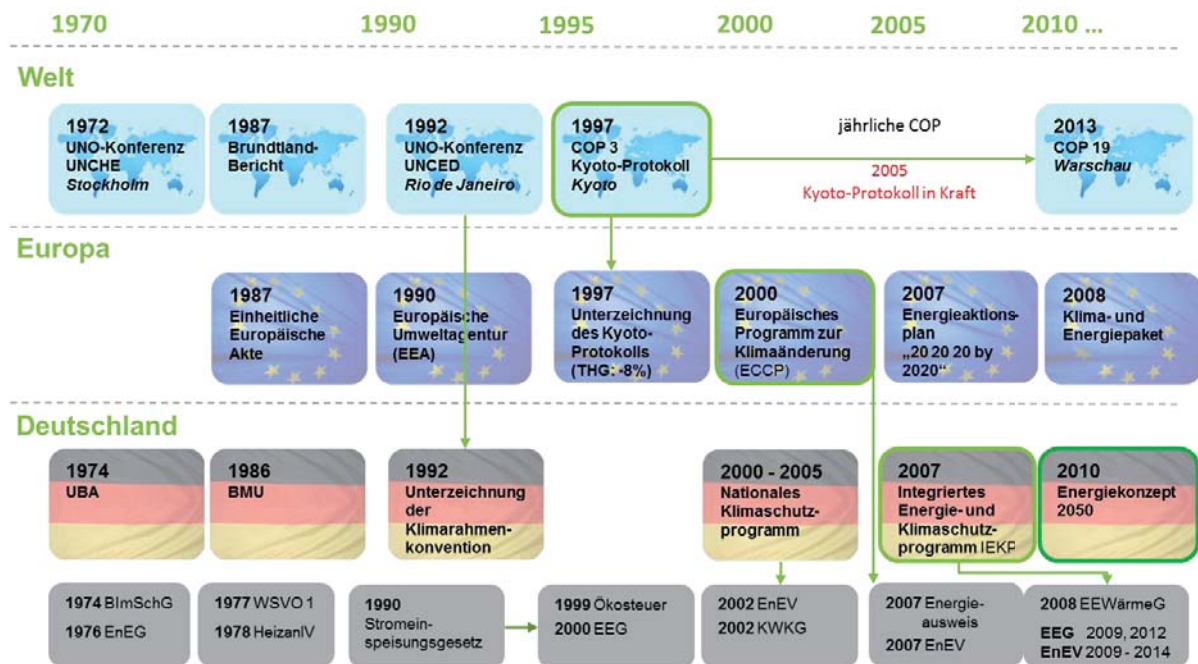 1970 1990 1995 2000 2005 2010 ...
Welt
1972
UNO-Konferenz
UNCHE
Stockholm
1987
Brundtland-
Bericht
1992
UNO-Konferenz
UNCED
Rio de Janeiro
1997
COP 3
Kyoto-Protokoll
Kyoto
jährliche COP
2005
Kyoto-Protokoll in Kraft
2013
COP 19
Warschau
Europa
1987
Einheitliche
Europäische
Akte
1990
Europäische
Umweltagentur
(EEA)
1997
Unterzeichnung
des Kyoto-
Protokolls
(THG: -8%)
2000
Europäisches
Programm zur
Klimaänderung
(ECCP)
2007
Energieaktions-
plan
„20 20 20 by
2020“
2008
Klima- und
Energiepaket
Deutschland
1974
UBA
1986
BMU
1992
Unterzeichnung
der
Klimarahmen-
konvention
2000 - 2005
Nationales
Klimaschutz-
programm
2007
Integriertes
Energie- und
Klimaschutz-
programm IEKP
2010
Energiekonzept
2050
1974 BImSchG
1976 EnEG
1977 WSVO 1
1978 HeizanlV
1990
Stromein-
speisungsgesetz
1999 Ökosteuer
2000 EEG
2002 EnEV
2002 KWKG
2007 Energie-
ausweis
2007 EnEV
2008 EEWärmeG
EEG 2009, 2012
EnEV 2009 - 2014